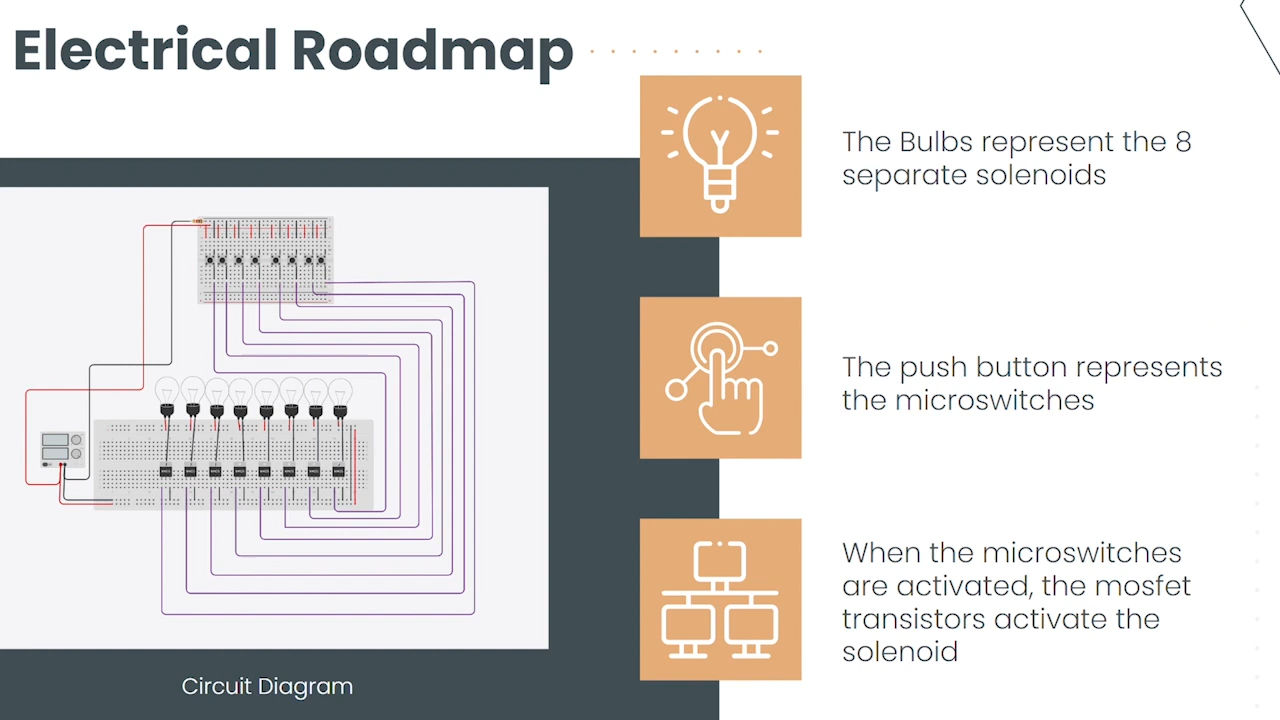 Electrical Roadmap
The Bulbs represent the 8
separate solenoids
The push button represents
the microswitches
When the microswitches
are activated, the mosfet
transistors activate the
solenoid
Circuit Diagram